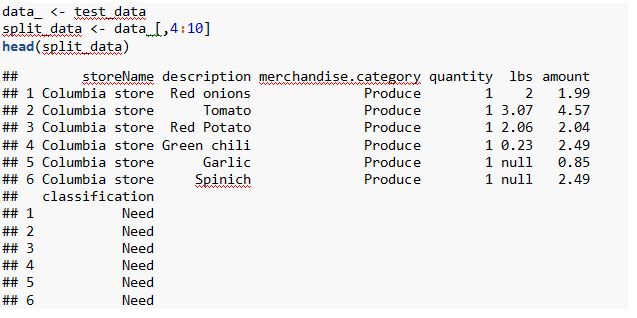 data_ <- test_data
split_data <- data_[,4:10]
head(split_data)
##        storeName description merchandise.category quantity  lbs amount
## 1 Columbia store  Red onions              Produce        1    2   1.99
## 2 Columbia store      Tomato              Produce        1 3.07   4.57
## 3 Columbia store  Red Potato              Produce        1 2.06   2.04
## 4 Columbia store Green chili              Produce        1 0.23   2.49
## 5 Columbia store      Garlic              Produce        1 null   0.85
## 6 Columbia store     Spinich              Produce        1 null   2.49
##   classification
## 1           Need
## 2           Need
## 3           Need
## 4           Need
## 5           Need
## 6           Need